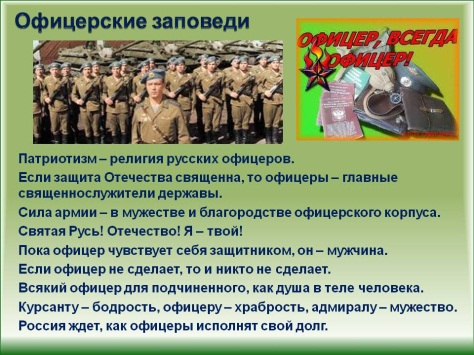 Офицерские заповеди
ОФИЦЕР, ВСЕГДА
ОФИЦЕР!
Патриотизм – религия русских офицеров.
Если защита Отечества священна, то офицеры – главные
священнослужители державы.
Сила армии – в мужестве и благородстве офицерского корпуса.
Святая Русь! Отечество! Я – твой!
Пока офицер чувствует себя защитником, он – мужчина.
Если офицер не сделает, то и никто не сделает.
Всякий офицер для подчиненного, как душа в теле человека.
Курсанту – бодрость, офицеру – храбрость, адмиралу – мужество.
Россия ждет, как офицеры исполнят свой долг.